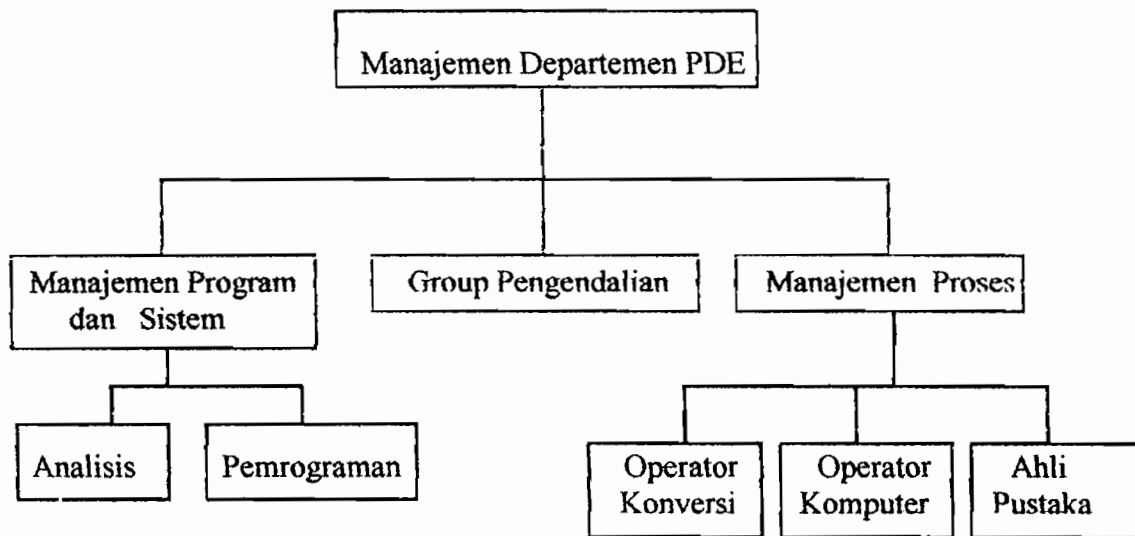 Manajemen Departemen PDE
Manajemen Program
dan Sistem
Group Pengendalian
Manajemen Proses
Analisis
Pemrograman
Operator
Konversi
Operator
Komputer
Ahli
Pustaka